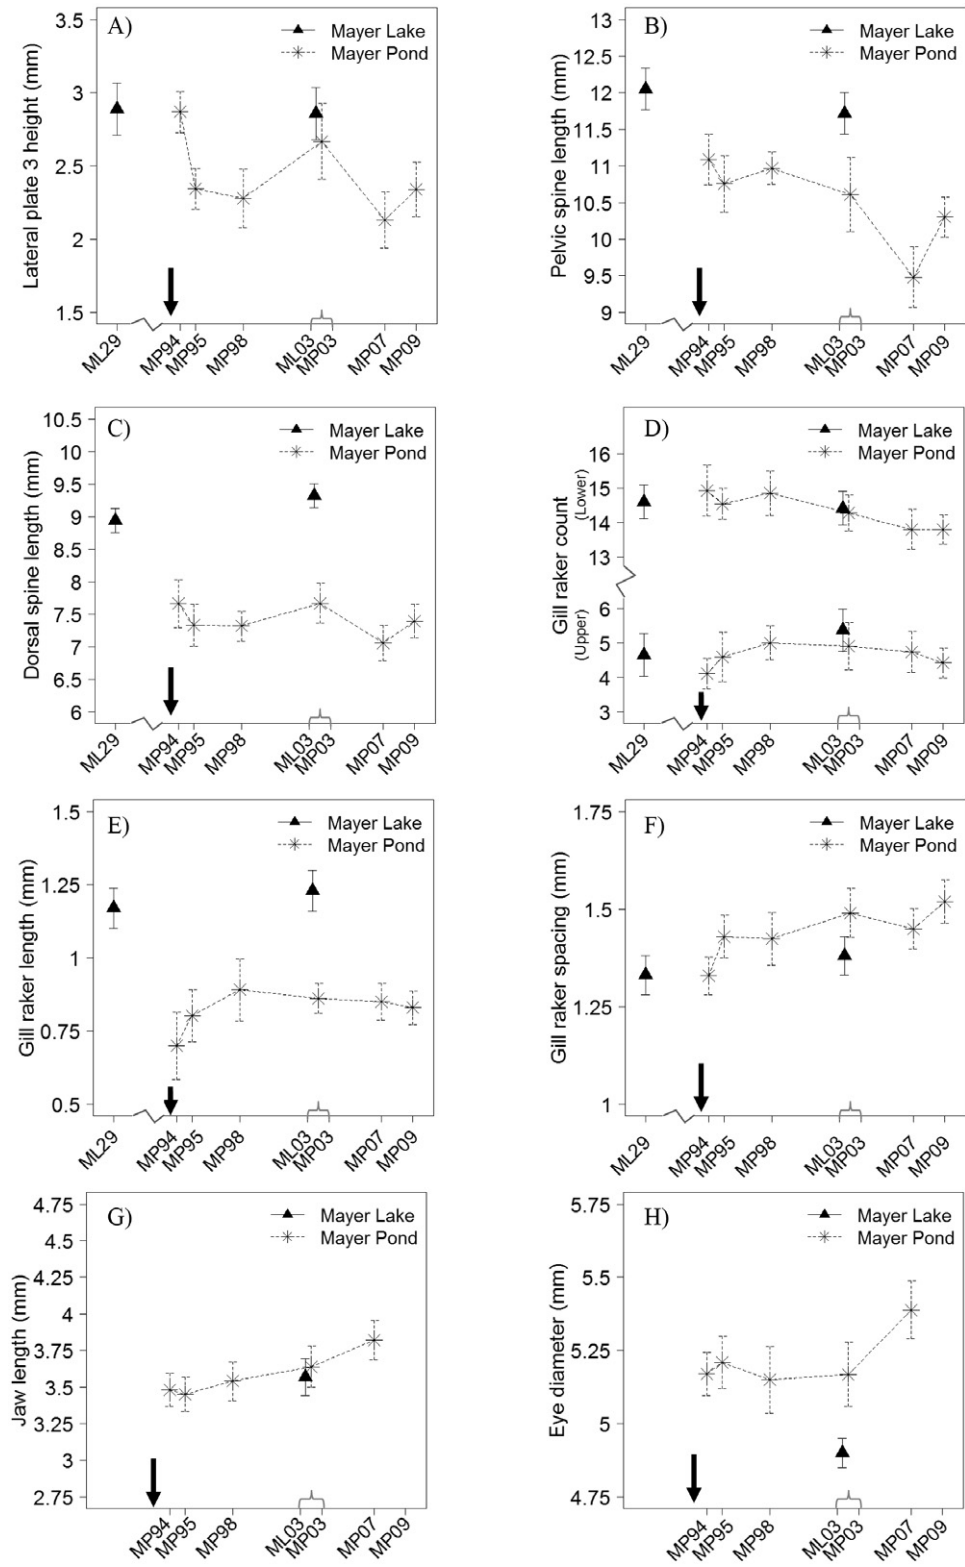 A)
Mayer Lake
Mayer Pond
Lateral plate 3 height (mm)
3.5
3
2.5
2
1.5
ML29
MP94
MP95
MP98
ML03
MP03
MP07
MP09
B)
Mayer Lake
Mayer Pond
Pelvic spine length (mm)
13
12.5
12
11.5
11
10.5
10
9.5
9
ML29
MP94
MP95
MP98
ML03
MP03
MP07
MP09
C)
Mayer Lake
Mayer Pond
Dorsal spine length (mm)
10.5
10
9.5
9
8.5
8
7.5
7
6.5
6
ML29
MP94
MP95
MP98
ML03
MP03
MP07
MP09
D)
Mayer Lake
Mayer Pond
Gill raker count
(Upper)
(Lower)
16
15
14
13
6
5
4
3
ML29
MP94
MP95
MP98
ML03
MP03
MP07
MP09
E)
Mayer Lake
Mayer Pond
Gill raker length (mm)
1.5
1.25
1
0.75
0.5
ML29
MP94
MP95
MP98
ML03
MP03
MP07
MP09
F)
Mayer Lake
Mayer Pond
Gill raker spacing (mm)
1.75
1.5
1.25
1
ML29
MP94
MP95
MP98
ML03
MP03
MP07
MP09
G)
Mayer Lake
Mayer Pond
Jaw length (mm)
4.75
4.5
4.25
4
3.75
3.5
3.25
3
2.75
MP94
MP95
MP98
ML03
MP03
MP07
MP09
H)
Mayer Lake
Mayer Pond
Eye diameter (mm)
5.75
5.5
5.25
5
4.75
MP94
MP95
MP98
ML03
MP03
MP07
MP09